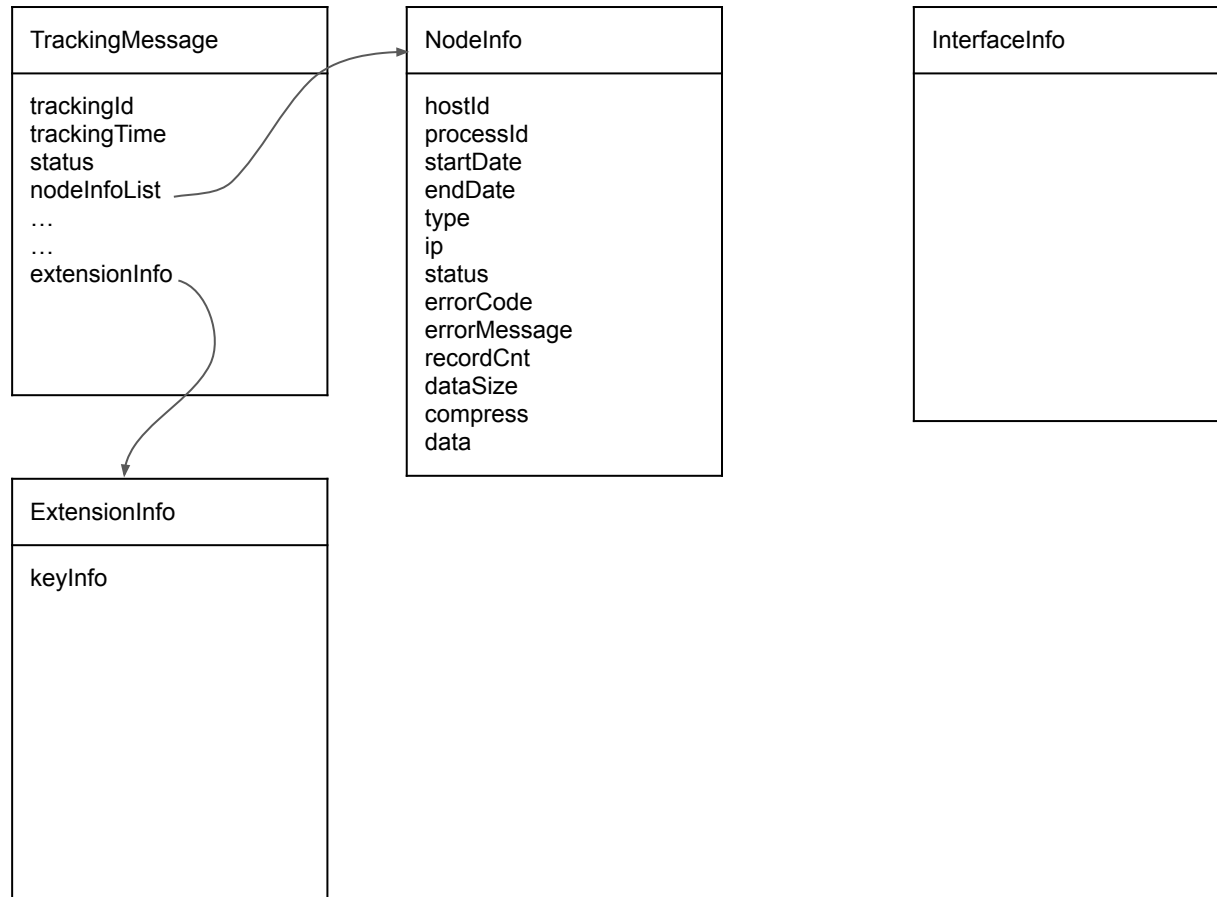 TrackingMessage
trackingId
trackingTime
status
nodeInfoList
…
…
extensionInfo
NodeInfo
hostId
processId
startDate
endDate
type
ip
status
errorCode
errorMessage
recordCnt
dataSize
compress
data
InterfaceInfo
ExtensionInfo
keyInfo